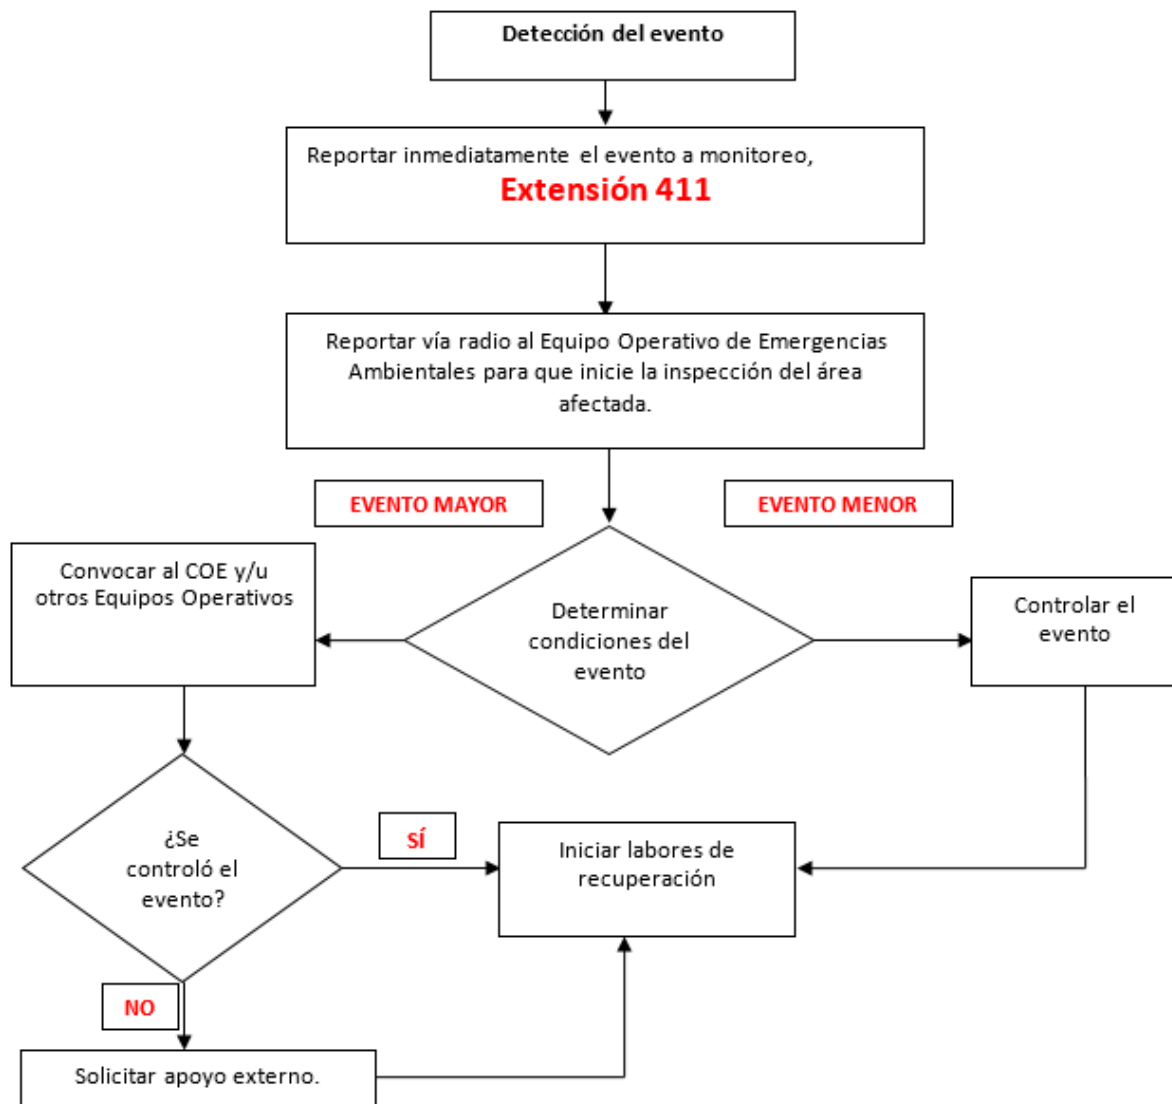 Detección del evento
Reportar inmediatamente el evento a monitoreo,
Extensión 411
Reportar vía radio al Equipo Operativo de Emergencias
Ambientales para que inicie la inspección del área
afectada.
EVENTO MAYOR
EVENTO MENOR
Convocar al COE y/u
otros Equipos Operativos
Determinar
condiciones del
evento
Controlar el
evento
¿Se
controló el
evento?
SÍ
Iniciar labores de
recuperación
NO
Solicitar apoyo externo.